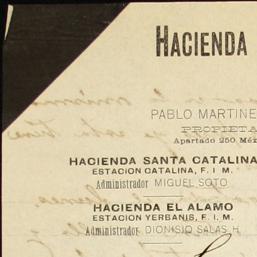 HACIENDA
PABLO MARTINE
PROPIETA
Apartado 250 Méx
HACIENDA SANTA CATALINA
ESTACION CATALINA, F. I. M.
Administrador MIGUEL SOTO
HACIENDA EL ALAMO
ESTACION YERBANIS, F. I. M.
Administrador DIONISIO SALAS H